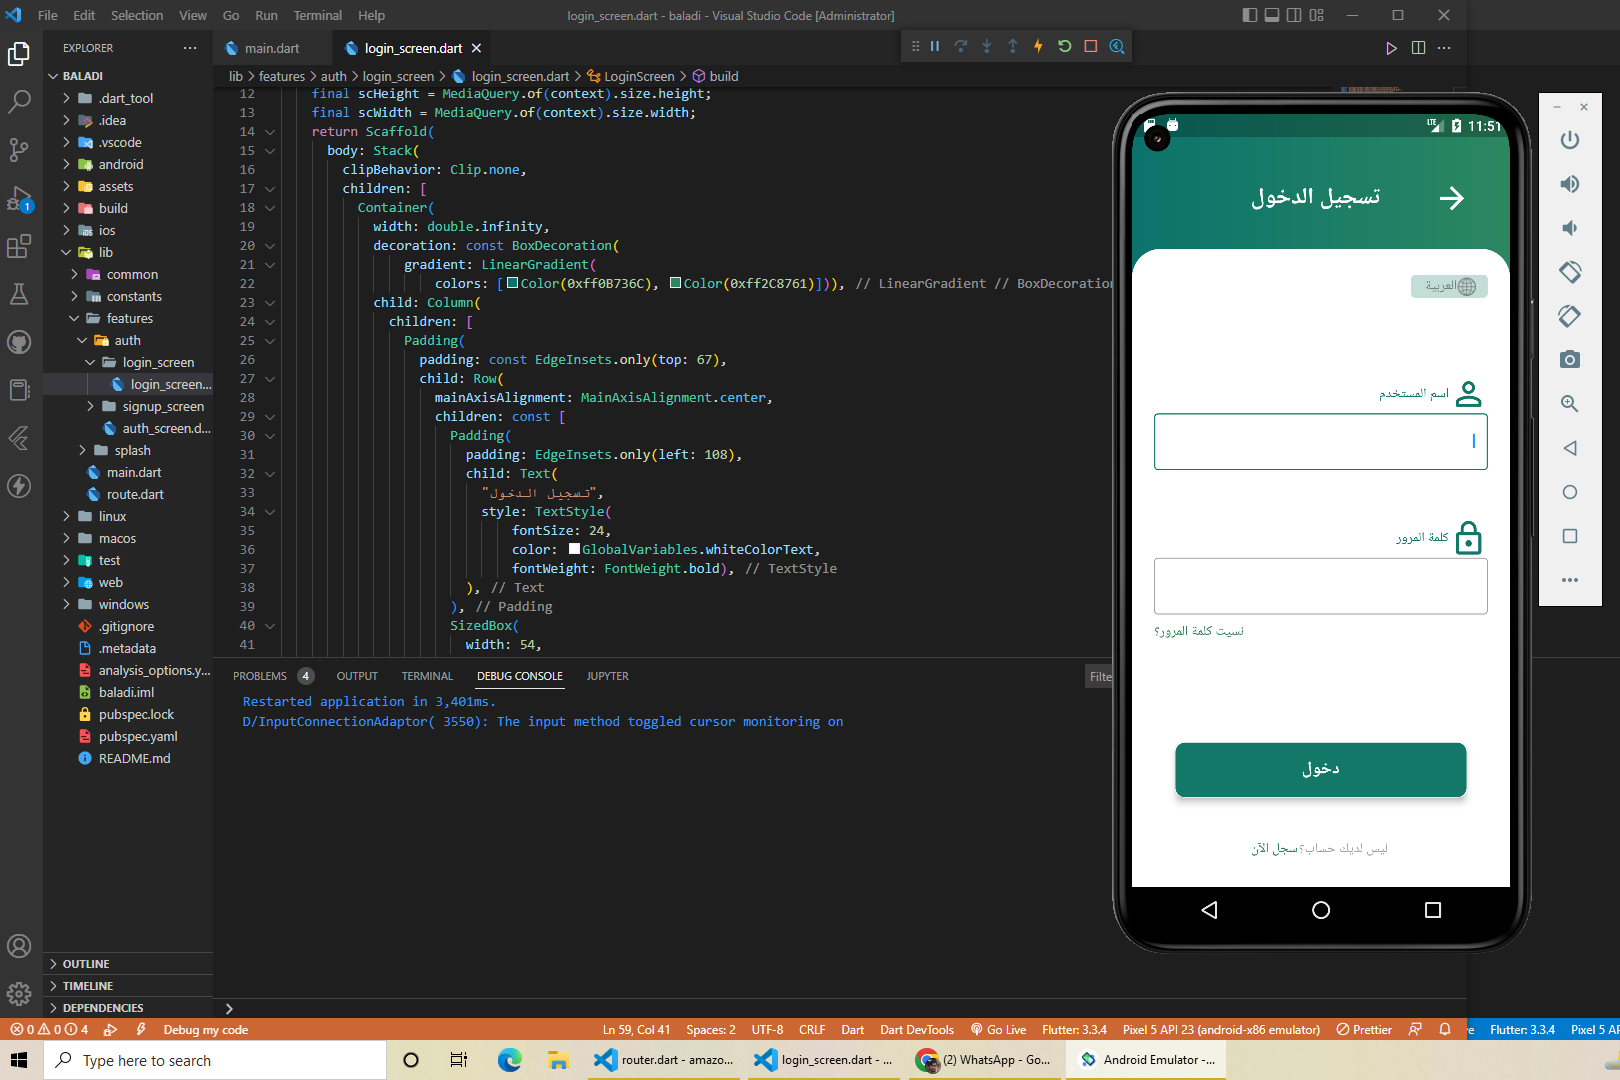 File Edit Selection View Go Run Terminal Help
login_screen.dart - baladi - Visual Studio Code [Administrator]
EXPLORER
main.dart
login_screen.dart
lib > features > auth > login_screen > login_screen.dart > LoginScreen > build
BALADI
.dart_tool
.idea
.vscode
android
assets
build
ios
lib
common
constants
features
auth
login_screen
login_screen...
signup_screen
auth_screen.d...
splash
main.dart
route.dart
linux
macos
test
web
windows
.gitignore
.metadata
analysis_options.y...
baladi.iml
pubspec.lock
pubspec.yaml
README.md
OUTLINE
TIMELINE
DEPENDENCIES
1
12 final scHeight = MediaQuery.of(context).size.height;
13 final scWidth = MediaQuery.of(context).size.width;
14 return Scaffold(
15 body: Stack(
16 clipBehavior: Clip.none,
17 children: [
18 Container(
19 width: double.infinity,
20 decoration: const BoxDecoration(
21 gradient: LinearGradient(
22 colors: [Color(0xff0B736C), Color(0xff2C8761)])), // LinearGradient // BoxDecoration
23 child: Column(
24 children: [
25 Padding(
26 padding: const EdgeInsets.only(top: 67),
27 child: Row(
28 mainAxisAlignment: MainAxisAlignment.center,
29 children: const [
30 Padding(
31 padding: EdgeInsets.only(left: 108),
32 child: Text(
33 "تسجيل الدخول",
34 style: TextStyle(
35 fontSize: 24,
36 color: GlobalVariables.whiteColorText,
37 fontWeight: FontWeight.bold), // TextStyle
38 ), // Text
39 ), // Padding
40 SizedBox(
41 width: 54,
PROBLEMS 4 OUTPUT TERMINAL DEBUG CONSOLE JUPYTER
Filte
Restarted application in 3,401ms.
D/InputConnectionAdaptor( 3550): The input method toggled cursor monitoring on
LTE 11:51
تسجيل الدخول
العربية
اسم المستخدم
كلمة المرور
نسيت كلمة المرور؟
دخول
ليس لديك حساب؟ سجل الآن
0 0 4 Debug my code
Ln 59, Col 41 Spaces: 2 UTF-8 CRLF Dart Dart DevTools Go Live Flutter: 3.3.4 Pixel 5 API 23 (android-x86 emulator) Prettier
Flutter: 3.3.4 Pixel 5 AP
Type here to search
router.dart - amazo...
login_screen.dart - ...
(2) WhatsApp - Go...
Android Emulator -...